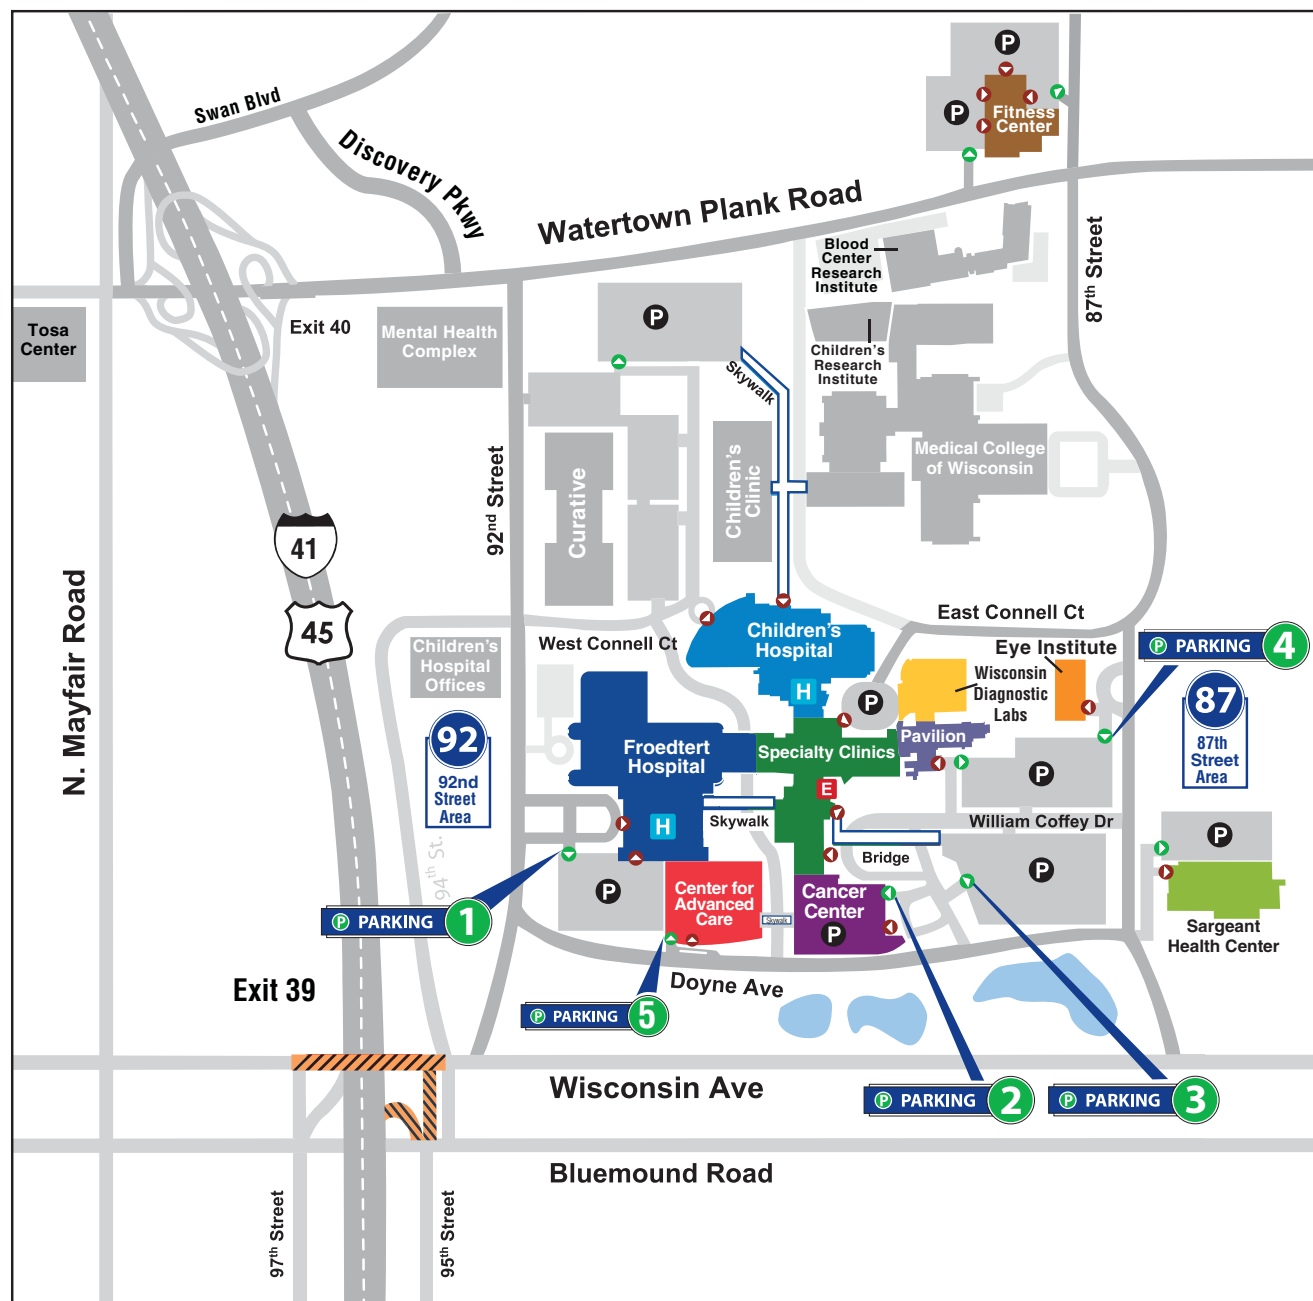 P
Swan Blvd
P
Fitness
Center
Discovery Pkwy
Watertown Plank Road
87th Street
Blood
Center
Research
Institute
Tosa
Center
Exit 40
Mental Health
Complex
P
Skywalk
Children's
Research
Institute
Medical College
of Wisconsin
92nd Street
Curative
Children's
Clinic
41
45
N. Mayfair Road
East Connell Ct
West Connell Ct
Children's
Hospital
H
Children's
Hospital
Offices
Eye Institute
Wisconsin
Diagnostic
Labs
P PARKING 4
P
87
87th
Street
Area
92
92nd
Street
Area
Froedtert
Hospital
H
Specialty Clinics
Pavilion
E
P
Skywalk
William Coffey Dr
Bridge
P
P
94th St.
P
Center for
Advanced
Care
Skywalk
Cancer
Center
P
P PARKING 1
Sargeant
Health Center
Doyne Ave
Exit 39
P PARKING 5
Wisconsin Ave
P PARKING 2
P PARKING 3
Bluemound Road
97th Street
95th Street